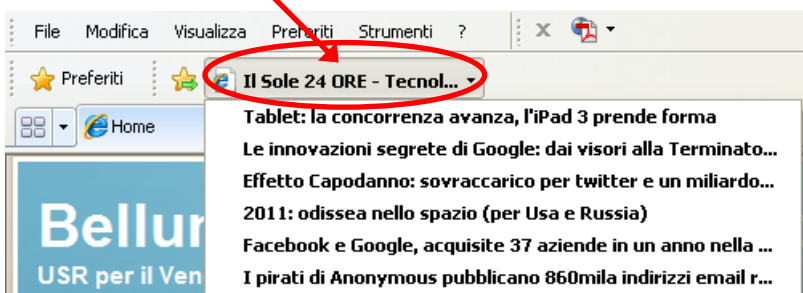 File Modifica Visualizza Preferiti Strumenti ?
Preferiti Il Sole 24 ORE - Tecnol...
Home
Tablet: la concorrenza avanza, l'iPad 3 prende forma
Le innovazioni segrete di Google: dai visori alla Terminato...
Effetto Capodanno: sovraccarico per twitter e un miliardo...
2011: odissea nello spazio (per Usa e Russia)
Facebook e Google, acquisite 37 aziende in un anno nella ...
I pirati di Anonymous pubblicano 860mila indirizzi email r...
Bellu
USR per il Ven